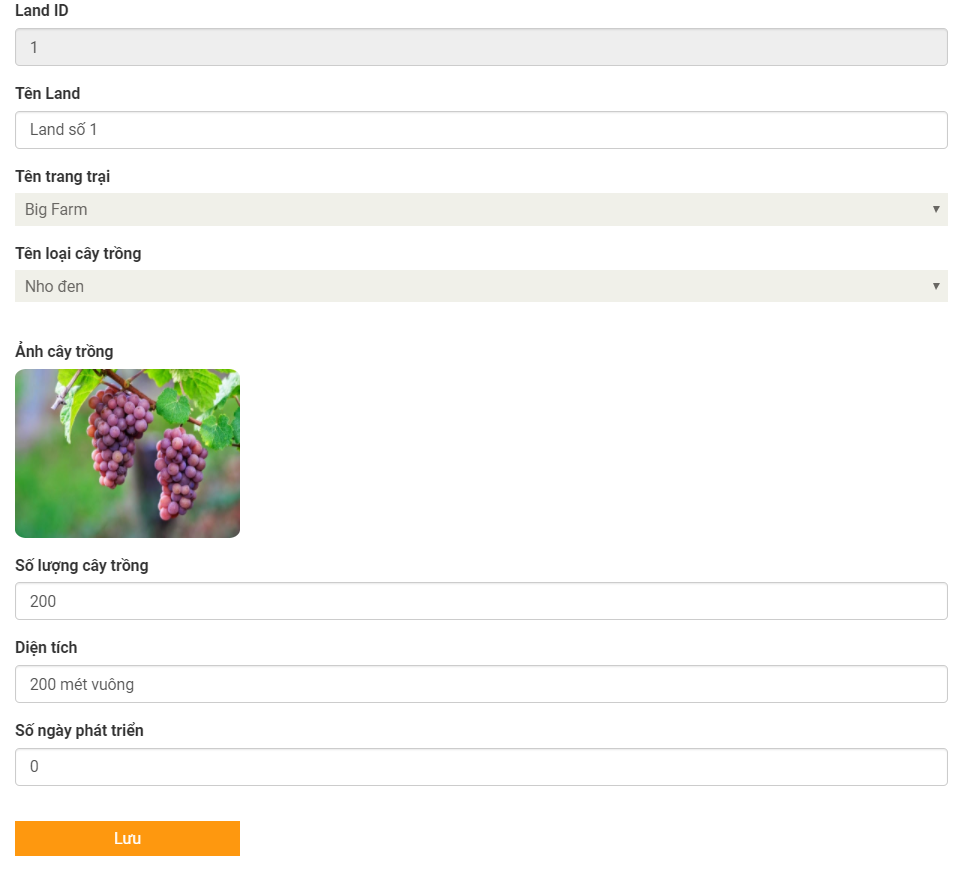 Land ID
1
Tên Land
Land số 1
Tên trang trại
Big Farm
Tên loại cây trồng
Nho đen
Ảnh cây trồng
Số lượng cây trồng
200
Diện tích
200 mét vuông
Số ngày phát triển
0
Lưu